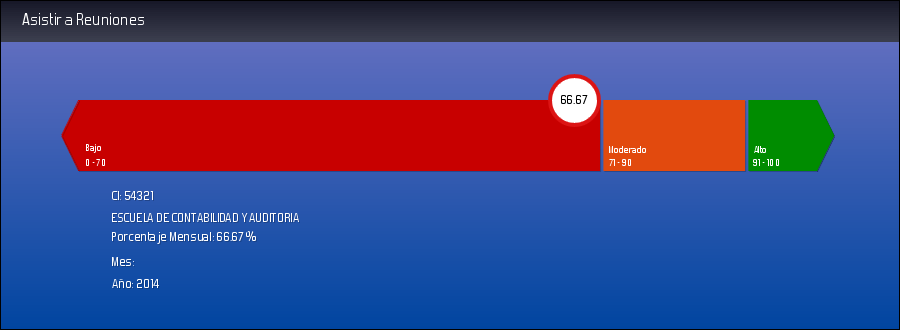 Asistir a Reuniones
66.67
Bajo
0 - 70
Moderado
71 - 90
Alto
91 - 100
CI: 54321
ESCUELA DE CONTABILIDAD Y AUDITORIA
Porcentaje Mensual: 66.67%
Mes:
Año: 2014